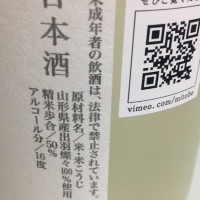 日本酒
未成年者の飲酒は、法律で禁止されています。
原材料名／米・米こうじ
山形県産出羽燦々100%使用
精米歩合／50%
アルコール分／16度
vimeo.com/mitobe